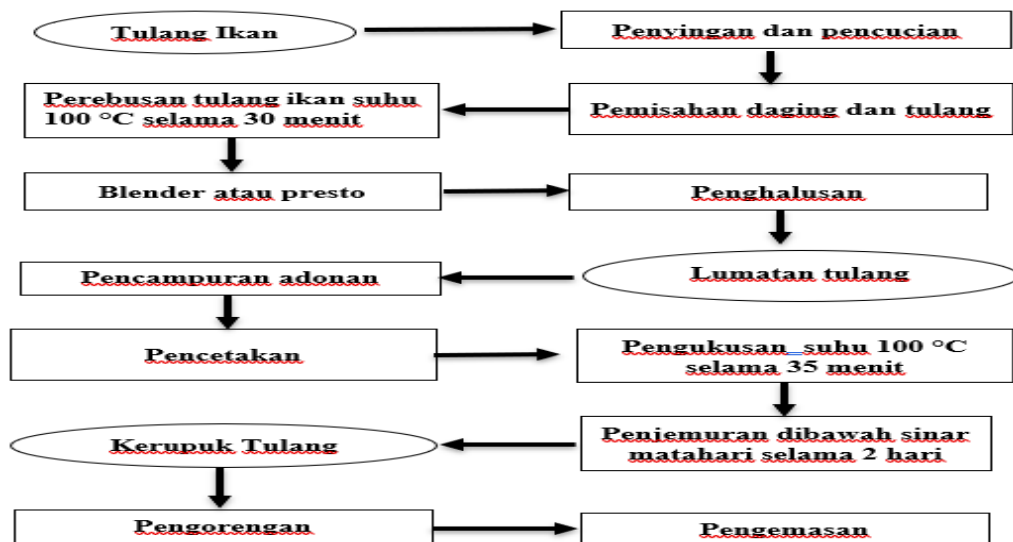 Tulang Ikan
Penyingan dan pencucian
Pemisahan daging dan tulang
Perebusan tulang ikan suhu
100 °C selama 30 menit
Blender atau presto
Penghalusan
Lumatan tulang
Pencampuran adonan
Pencetakan
Pengukusan suhu 100 °C
selama 35 menit
Penjemuran dibawah sinar
matahari selama 2 hari
Kerupuk Tulang
Pengorengan
Pengemasan